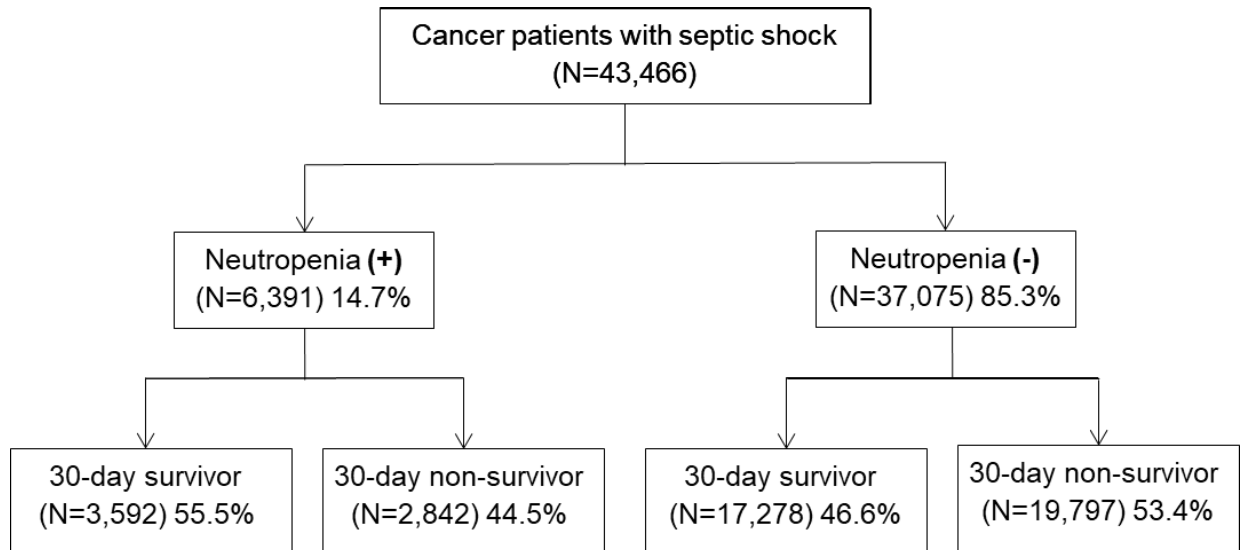 Cancer patients with septic shock
(N=43,466)
Neutropenia (+)
(N=6,391) 14.7%
Neutropenia (-)
(N=37,075) 85.3%
30-day survivor
(N=3,592) 55.5%
30-day non-survivor
(N=2,842) 44.5%
30-day survivor
(N=17,278) 46.6%
30-day non-survivor
(N=19,797) 53.4%